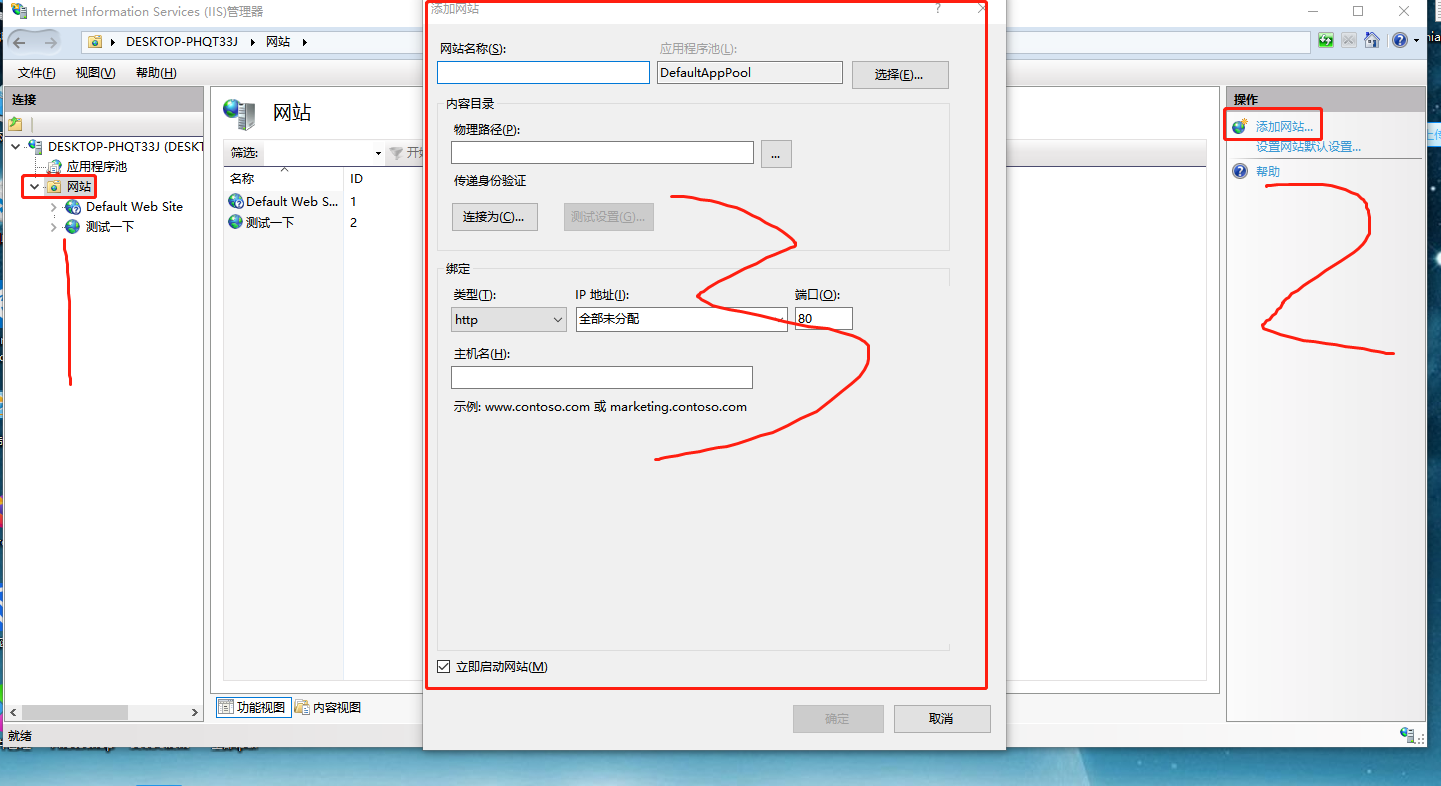 Internet Information Services (IIS)管理器
DESKTOP-PHQT33J
网站
文件(F) 视图(V) 帮助(H)
连接
DESKTOP-PHQT33J (DESKT
应用程序池
网站
Default Web Site
测试一下
网站
筛选:
名称 ID
Default Web S... 1
测试一下 2
功能视图 内容视图
就绪
添加网站
网站名称(S): 应用程序池(L):
DefaultAppPool 选择(E)...
内容目录
物理路径(P):
...
传递身份验证
连接为(C)... 测试设置(G)...
绑定
类型(T): IP 地址(I): 端口(O):
http 全部未分配 80
主机名(H):
示例: www.contoso.com 或 marketing.contoso.com
立即启动网站(M)
确定 取消
操作
添加网站...
设置网站默认设置...
帮助
1
2
3